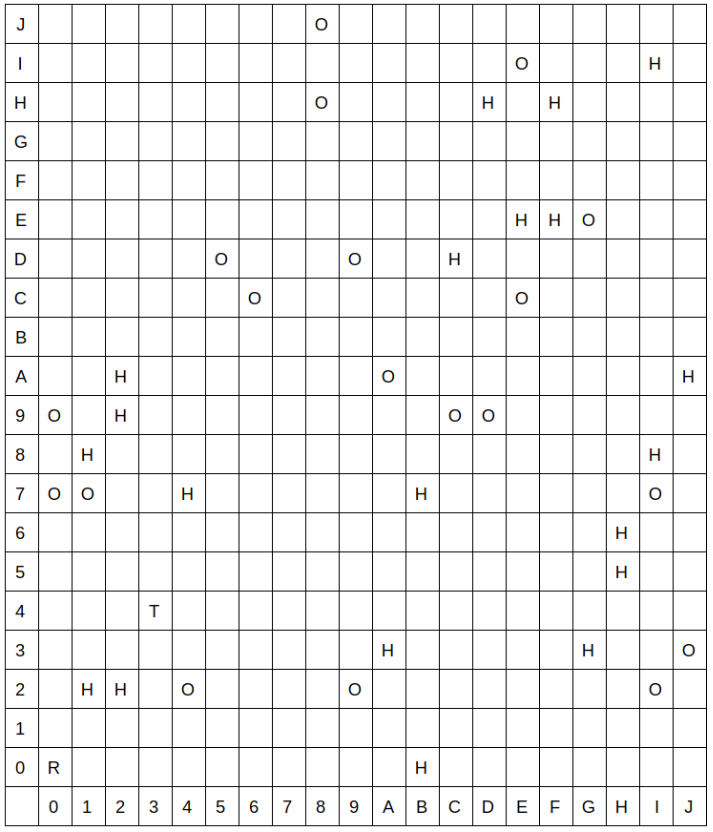 J O
I O H
H O H H
G
F
E H H O
D O O H
C O O
B
A H O H
9 O H O O
8 H H
7 O O H H O
6 H
5 H
4 T
3 H H O
2 H H O O O
1
0 R H
0 1 2 3 4 5 6 7 8 9 A B C D E F G H I J